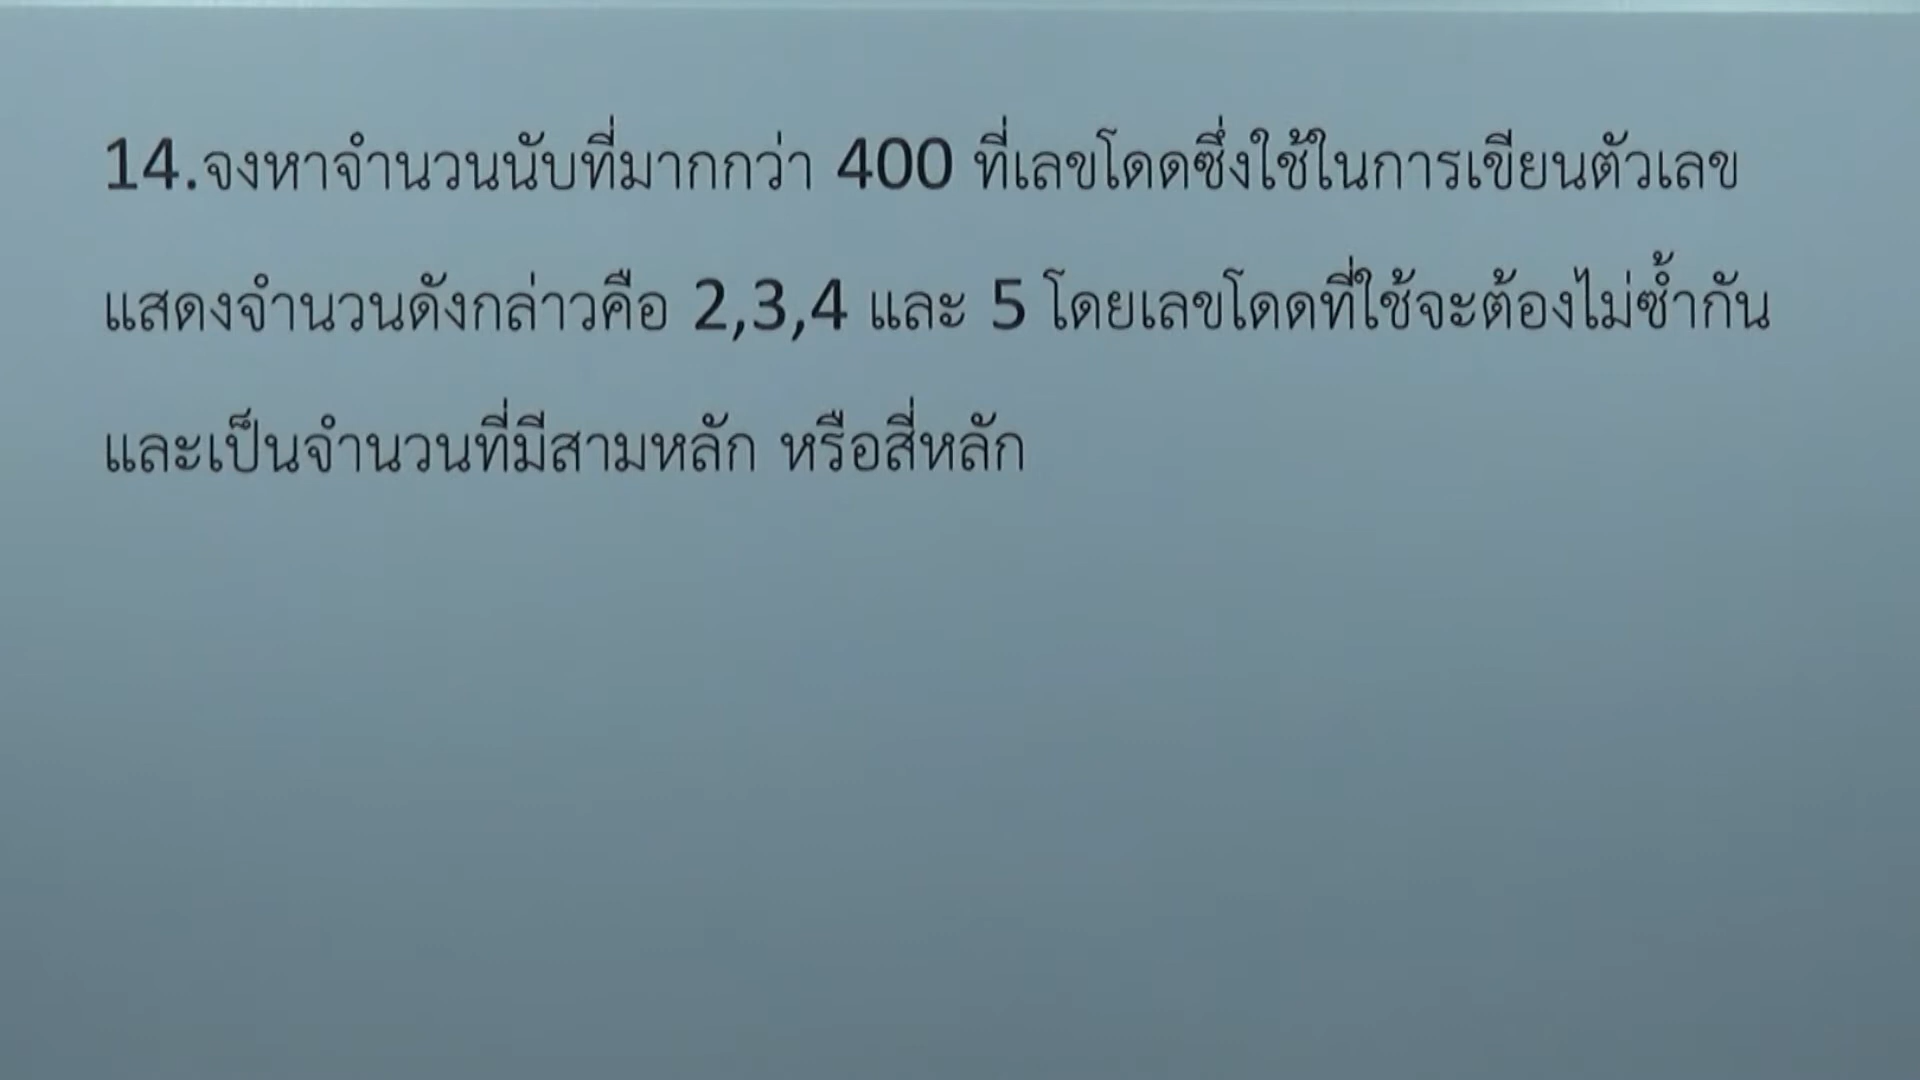 14.จงหาจำนวนนับที่มากกว่า 400 ที่เลขโดดซึ่งใช้ในการเขียนตัวเลข
แสดงจำนวนดังกล่าวคือ 2,3,4 และ 5 โดยเลขโดดที่ใช้จะต้องไม่ซ้ำกัน
และเป็นจำนวนที่มีสามหลัก หรือสี่หลัก